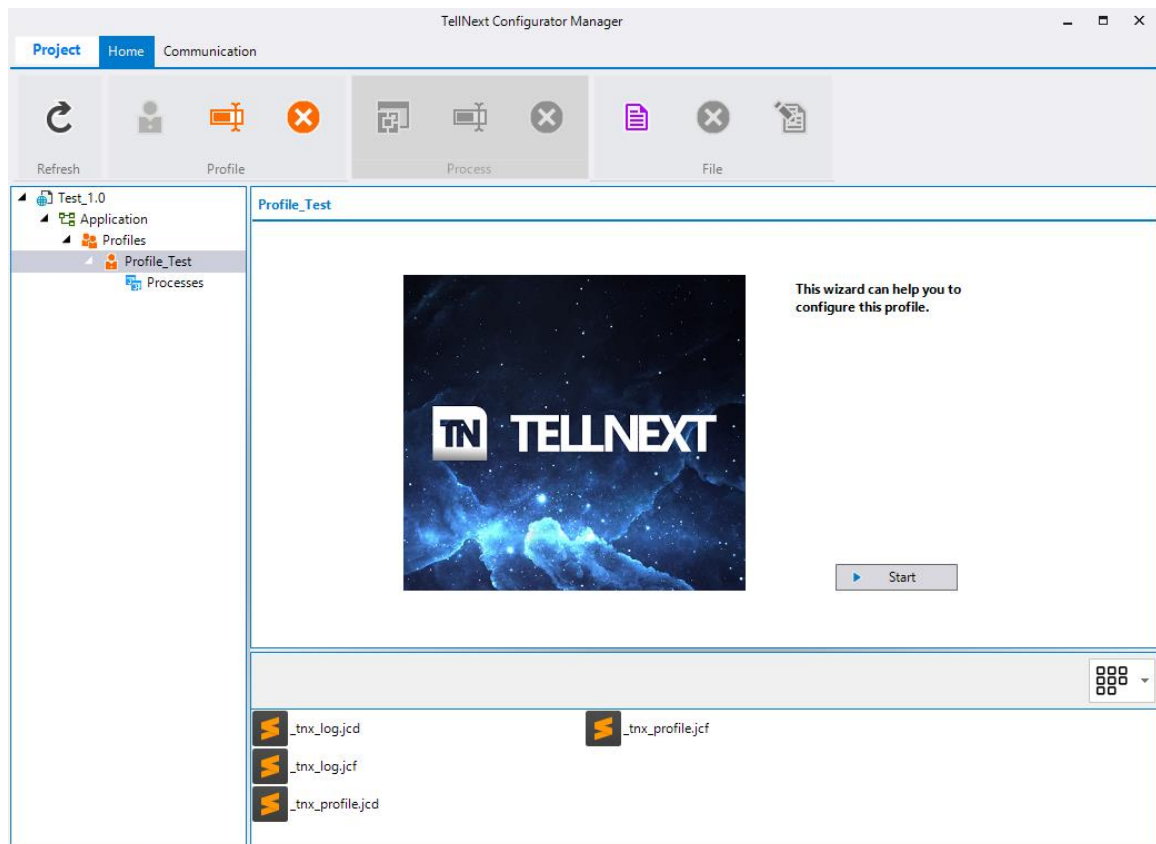 TellNext Configurator Manager
Project Home Communication
Refresh Profile Process File
Test_1.0
Application
Profiles
Profile_Test
Processes
Profile_Test
This wizard can help you to
configure this profile.
TN TELLNEXT
Start
_tnx_log.jcd
_tnx_log.jcf
_tnx_profile.jcd
_tnx_profile.jcf